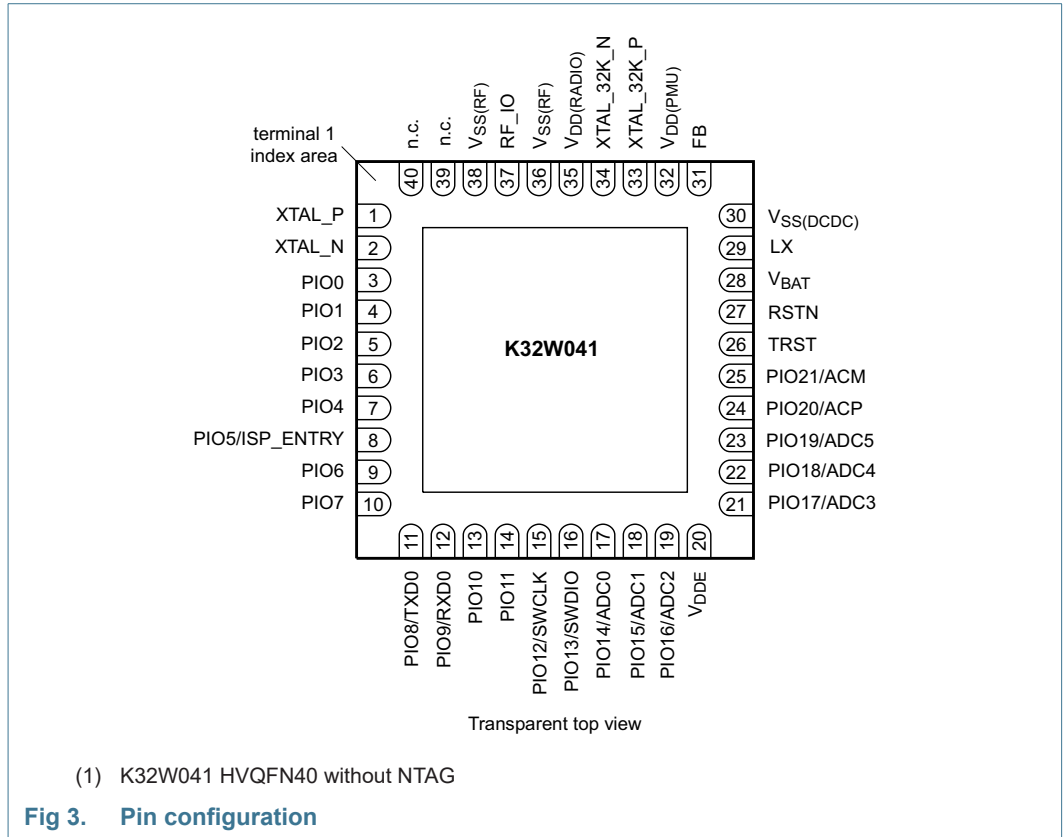 terminal 1
index area
n.c.
n.c.
VSS(RF)
RF_IO
VSS(RF)
VDD(RADIO)
XTAL_32K_N
XTAL_32K_P
VDD(PMU)
FB
40
39
38
37
36
35
34
33
32
31
XTAL_P 1
XTAL_N 2
PIO0 3
PIO1 4
PIO2 5
PIO3 6
PIO4 7
PIO5/ISP_ENTRY 8
PIO6 9
PIO7 10
K32W041
30 VSS(DCDC)
29 LX
28 VBAT
27 RSTN
26 TRST
25 PIO21/ACM
24 PIO20/ACP
23 PIO19/ADC5
22 PIO18/ADC4
21 PIO17/ADC3
11
12
13
14
15
16
17
18
19
20
PIO8/TXD0
PIO9/RXD0
PIO10
PIO11
PIO12/SWCLK
PIO13/SWDIO
PIO14/ADC0
PIO15/ADC1
PIO16/ADC2
VDDE
Transparent top view
(1) K32W041 HVQFN40 without NTAG
Fig 3. Pin configuration